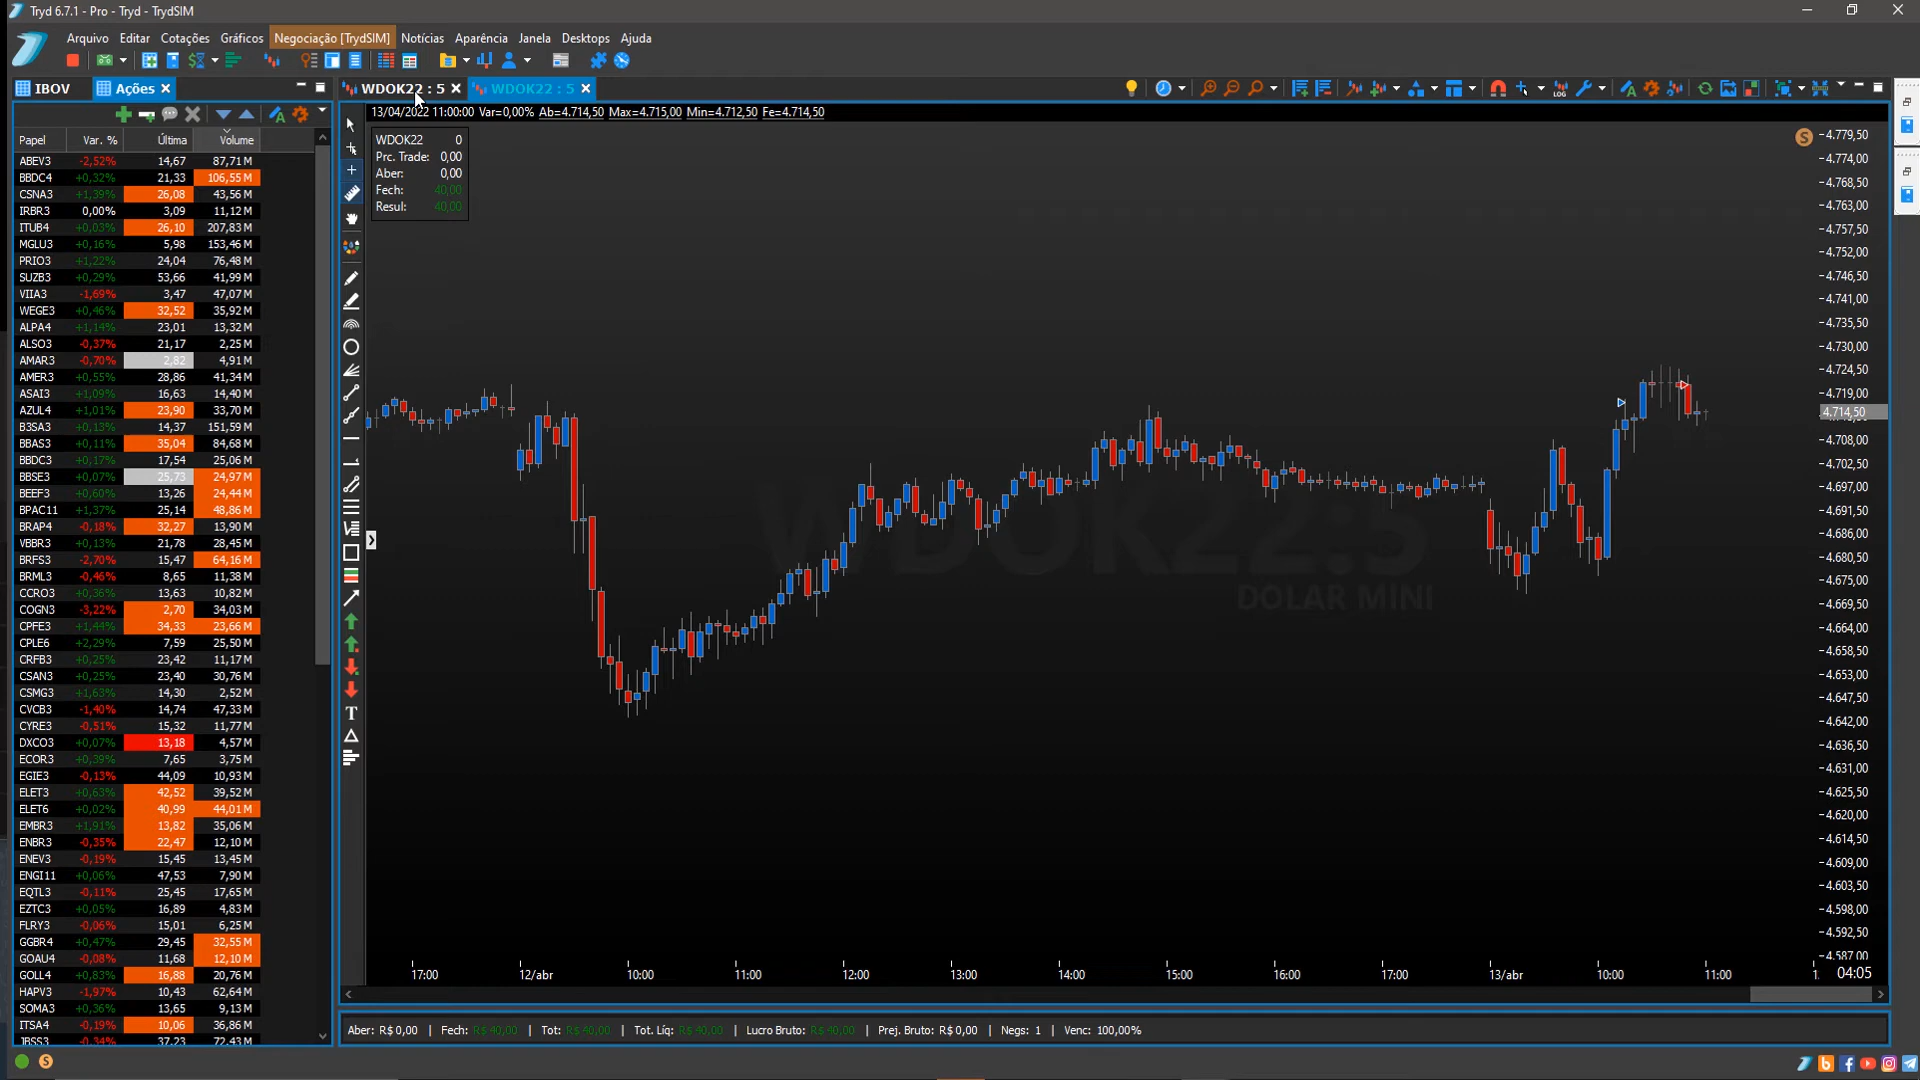 Tryd 6.7.1 - Pro - Tryd - TrydSIM
Arquivo Editar Cotações Gráficos Negociação [TrydSIM] Notícias Aparência Janela Desktops Ajuda
IBOV Ações WDOK22 : 5 WDOK22 : 5
13/04/2022 11:00:00 Var=0,00% Ab=4.714,50 Max=4.715,00 Min=4.712,50 Fe=4.714,50
Papel Var. % Última Volume
ABEV3 -2,52% 14,67 87,71 M
BBDC4 +0,32% 21,33 106,55 M
CSNA3 +1,39% 26,08 43,56 M
IRBR3 0,00% 3,09 11,12 M
ITUB4 +0,03% 26,10 207,83 M
MGLU3 +0,16% 5,98 153,46 M
PRIO3 +1,22% 24,04 76,48 M
SUZB3 +0,29% 53,66 41,99 M
VIIA3 -1,69% 3,47 47,07 M
WEGE3 +0,46% 32,52 35,92 M
ALPA4 +1,14% 23,01 13,32 M
ALSO3 -0,37% 21,17 2,25 M
AMAR3 -0,70% 2,82 4,91 M
AMER3 +0,55% 28,86 41,34 M
ASAI3 +1,09% 16,63 14,40 M
AZUL4 +1,01% 23,90 33,70 M
B3SA3 +0,13% 14,37 151,59 M
BBAS3 +0,11% 35,04 84,68 M
BBDC3 +0,17% 17,54 25,06 M
BBSE3 +0,07% 25,73 24,97 M
BEEF3 +0,60% 13,26 24,44 M
BPAC11 +1,37% 25,14 48,86 M
BRAP4 -0,18% 32,27 13,90 M
VBBR3 +0,13% 21,78 28,45 M
BRFS3 -2,70% 15,47 64,16 M
BRML3 -0,46% 8,65 11,38 M
CCRO3 +0,36% 13,63 10,82 M
COGN3 -3,22% 2,70 34,03 M
CPFE3 +1,44% 34,33 23,66 M
CPLE6 +2,29% 7,59 25,50 M
CRFB3 +0,25% 23,42 11,17 M
CSAN3 +0,25% 23,40 30,76 M
CSMG3 +1,63% 14,30 2,52 M
CVCB3 -1,40% 14,74 47,33 M
CYRE3 -0,51% 15,32 11,77 M
DXCO3 +0,07% 13,18 4,57 M
ECOR3 +0,39% 7,65 3,75 M
EGIE3 -0,13% 44,09 10,93 M
ELET3 +0,63% 42,52 39,52 M
ELET6 +0,02% 40,99 44,01 M
EMBR3 +1,91% 13,82 35,06 M
ENBR3 -0,35% 22,47 12,10 M
ENEV3 -0,19% 15,45 13,45 M
ENGI11 +0,06% 47,53 7,90 M
EQTL3 -0,11% 25,45 17,65 M
EZTC3 +0,05% 16,89 4,83 M
FLRY3 -0,06% 15,01 6,25 M
GGBR4 +0,47% 29,45 32,55 M
GOAU4 -0,08% 11,68 12,10 M
GOLL4 +0,83% 16,88 20,76 M
HAPV3 -1,97% 10,43 62,64 M
SOMA3 +0,36% 13,65 9,13 M
ITSA4 -0,19% 10,06 36,86 M
JBSS3 -0,34% 37,23 72,43 M
WDOK22 0
Prc. Trade: 0,00
Aber: 0,00
Fech: 40,00
Resul: 40,00
WDOK22:5
DOLAR MINI
4.779,50
4.774,00
4.768,50
4.763,00
4.757,50
4.752,00
4.746,50
4.741,00
4.735,50
4.730,00
4.724,50
4.719,00
4.714,50
4.708,00
4.702,50
4.697,00
4.691,50
4.686,00
4.680,50
4.675,00
4.669,50
4.664,00
4.658,50
4.653,00
4.647,50
4.642,00
4.636,50
4.631,00
4.625,50
4.620,00
4.614,50
4.609,00
4.603,50
4.598,00
4.592,50
4.587,00
17:00 12/abr 10:00 11:00 12:00 13:00 14:00 15:00 16:00 17:00 13/abr 10:00 11:00 1. 04:05
Aber: R$ 0,00 | Fech: R$ 40,00 | Tot: R$ 40,00 | Tot. Líq: R$ 40,00 | Lucro Bruto: R$ 40,00 | Prej. Bruto: R$ 0,00 | Negs: 1 | Venc: 100,00%